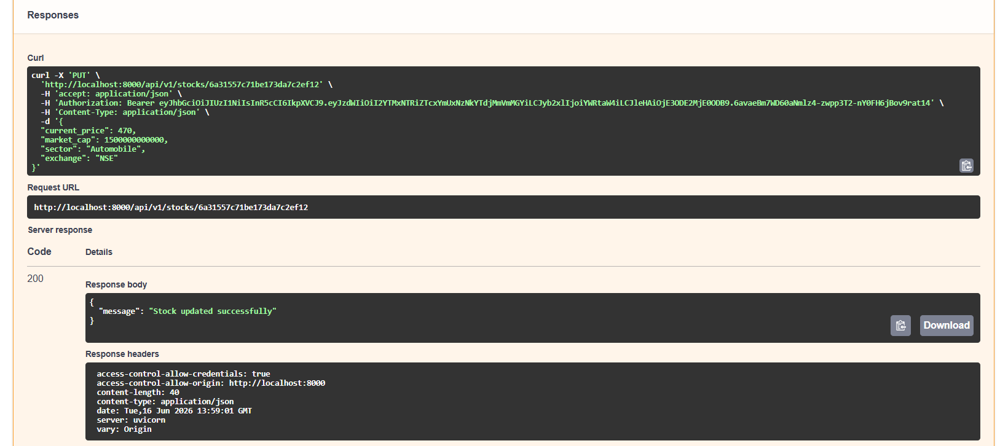 Responses
Curl
curl -X 'PUT' \
  'http://localhost:8000/api/v1/stocks/6a31557c71be173da7c2ef12' \
  -H 'accept: application/json' \
  -H 'Authorization: Bearer eyJhbGciOiJIUzI1NiIsInR5cCI6IkpXVCJ9.eyJzdWIiOiI2YTMxNTRiZTcxYmUxNzNkYTdjMmVmMGYiLCJyb2xlIjoiYWRtaW4iLCJleHAiOjE3ODE2MjE0ODB9.6avaeBm7WD60aNmlz4-zwpp3T2-nY0FH6jBov9rat14' \
  -H 'Content-Type: application/json' \
  -d '{
  "current_price": 470,
  "market_cap": 1500000000000,
  "sector": "Automobile",
  "exchange": "NSE"
}'
Request URL
http://localhost:8000/api/v1/stocks/6a31557c71be173da7c2ef12
Server response
Code Details
200
Response body
{
  "message": "Stock updated successfully"
}
Download
Response headers
access-control-allow-credentials: true
access-control-allow-origin: http://localhost:8000
content-length: 40
content-type: application/json
date: Tue,16 Jun 2026 13:59:01 GMT
server: uvicorn
vary: Origin